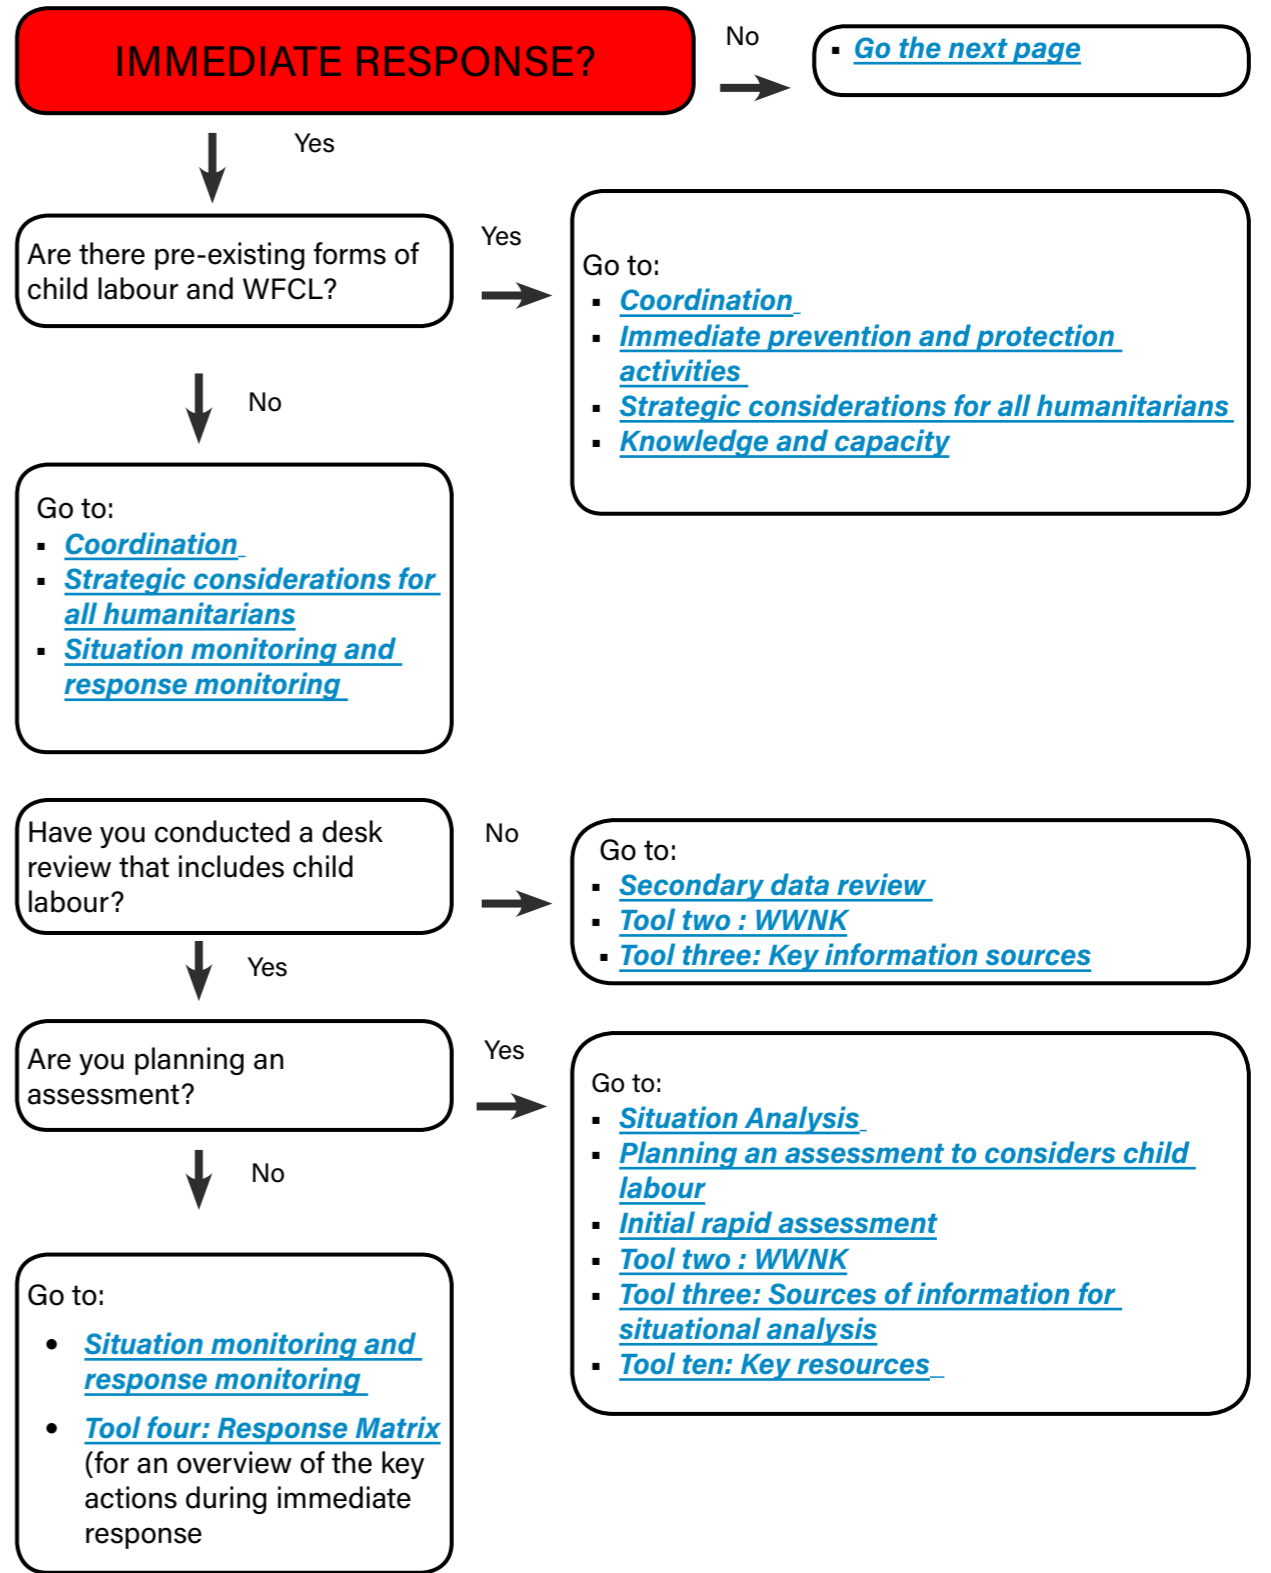 IMMEDIATE RESPONSE?
No
▪ Go the next page
Yes
Are there pre-existing forms of
child labour and WFCL?
Yes
Go to:
▪ Coordination
▪ Immediate prevention and protection
activities
▪ Strategic considerations for all humanitarians
▪ Knowledge and capacity
No
Go to:
▪ Coordination
▪ Strategic considerations for
all humanitarians
▪ Situation monitoring and
response monitoring
Have you conducted a desk
review that includes child
labour?
No
Go to:
▪ Secondary data review
▪ Tool two : WWNK
▪ Tool three: Key information sources
Yes
Are you planning an
assessment?
Yes
Go to:
▪ Situation Analysis
▪ Planning an assessment to considers child
labour
▪ Initial rapid assessment
▪ Tool two : WWNK
▪ Tool three: Sources of information for
situational analysis
▪ Tool ten: Key resources
No
Go to:
• Situation monitoring and
response monitoring
• Tool four: Response Matrix
(for an overview of the key
actions during immediate
response